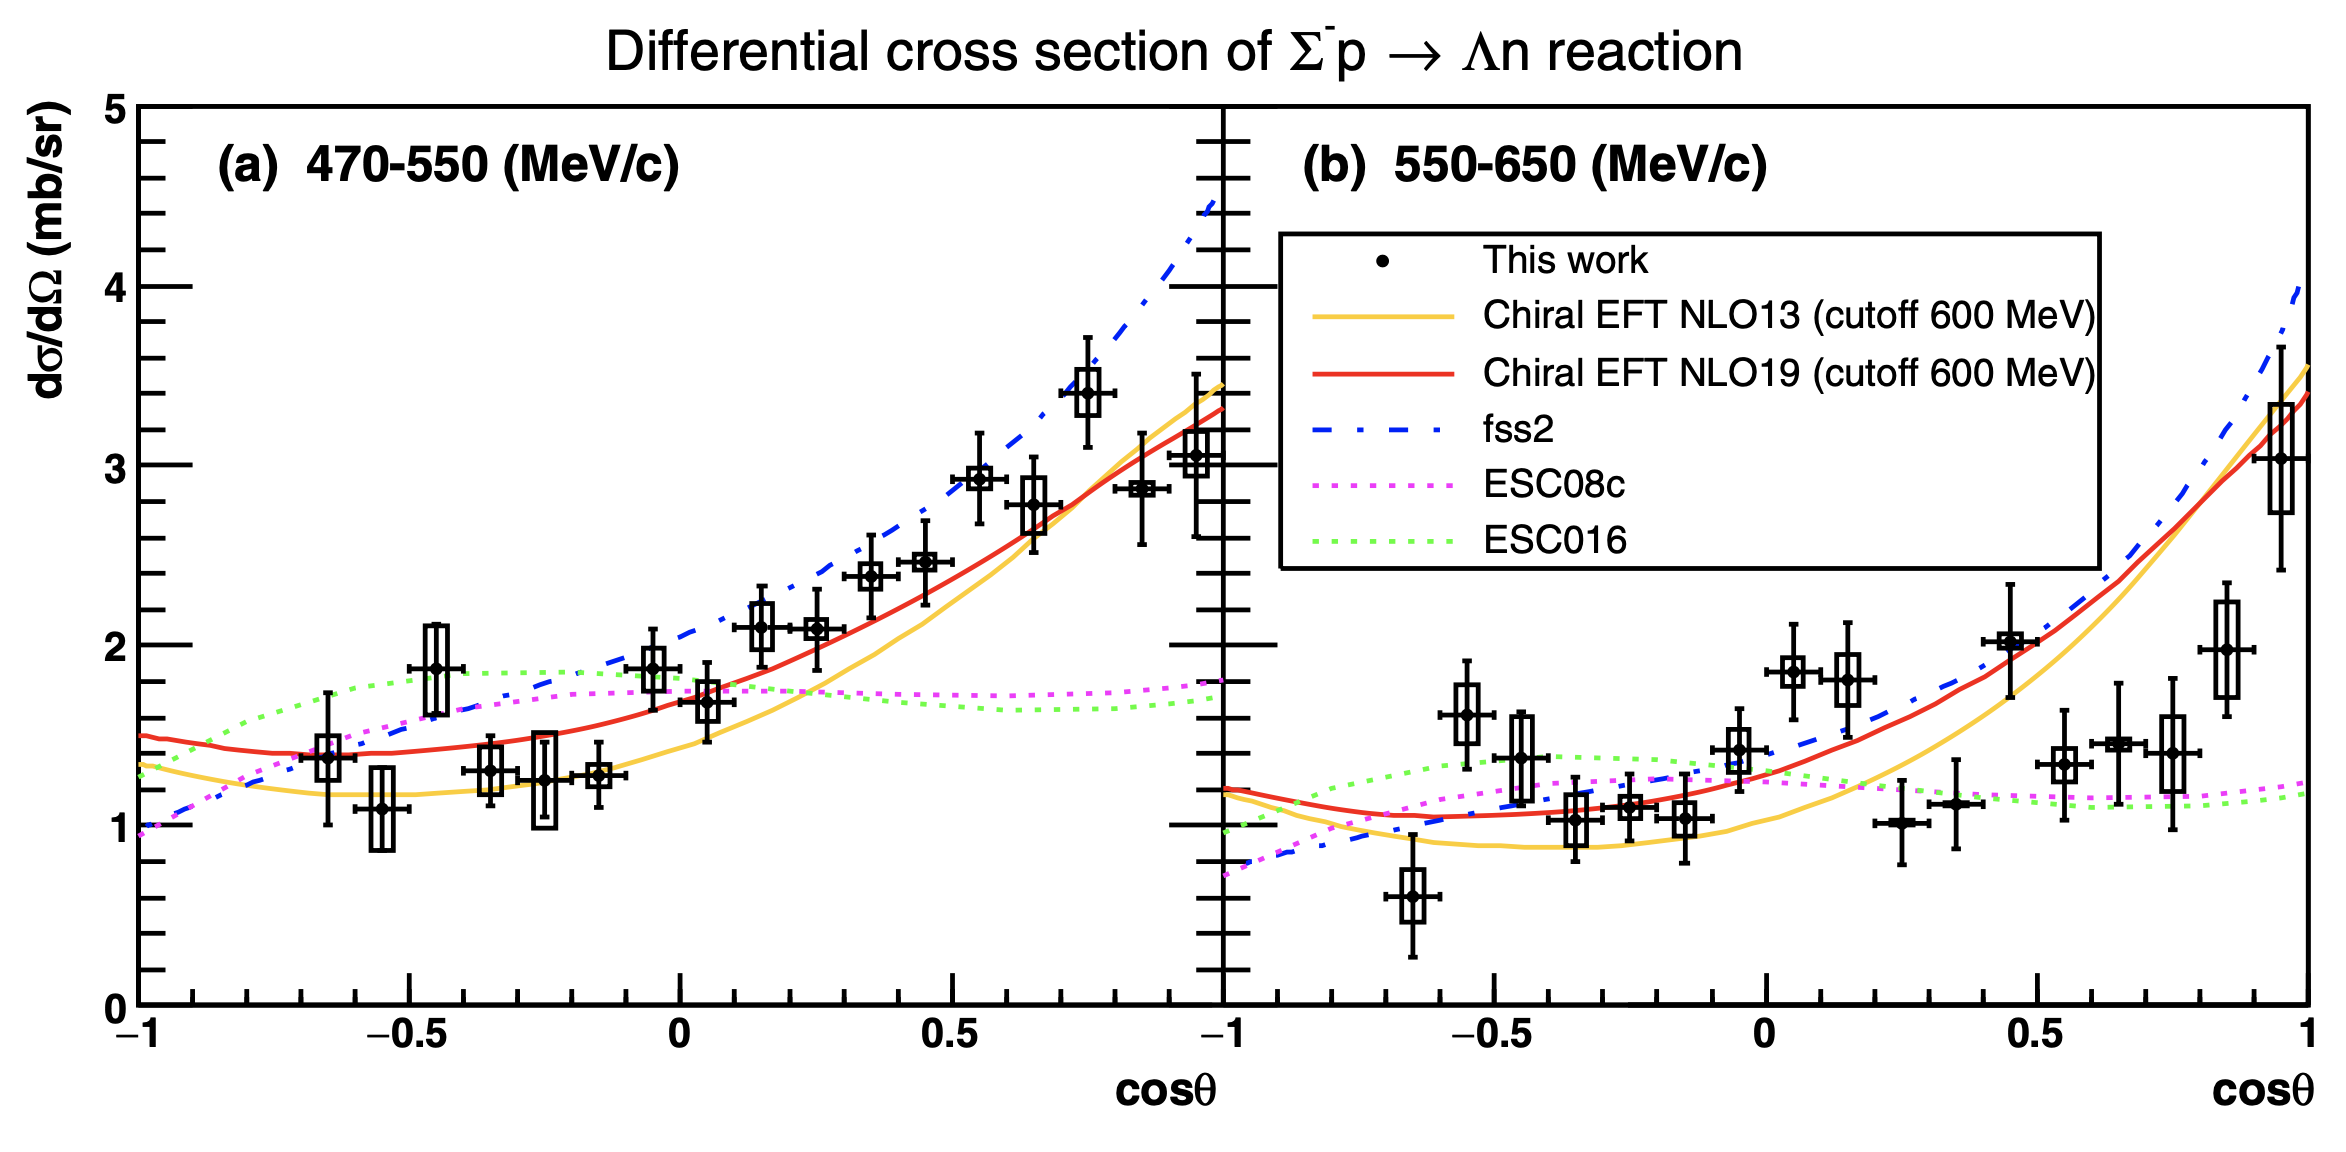 Differential cross section of Σ⁻p → Λn reaction
dσ/dΩ (mb/sr)
(a) 470-550 (MeV/c)
(b) 550-650 (MeV/c)
This work
Chiral EFT NLO13 (cutoff 600 MeV)
Chiral EFT NLO19 (cutoff 600 MeV)
fss2
ESC08c
ESC016
5
4
3
2
1
0
−1 −0.5 0 0.5 −1 −0.5 0 0.5 1
cosθ cosθ